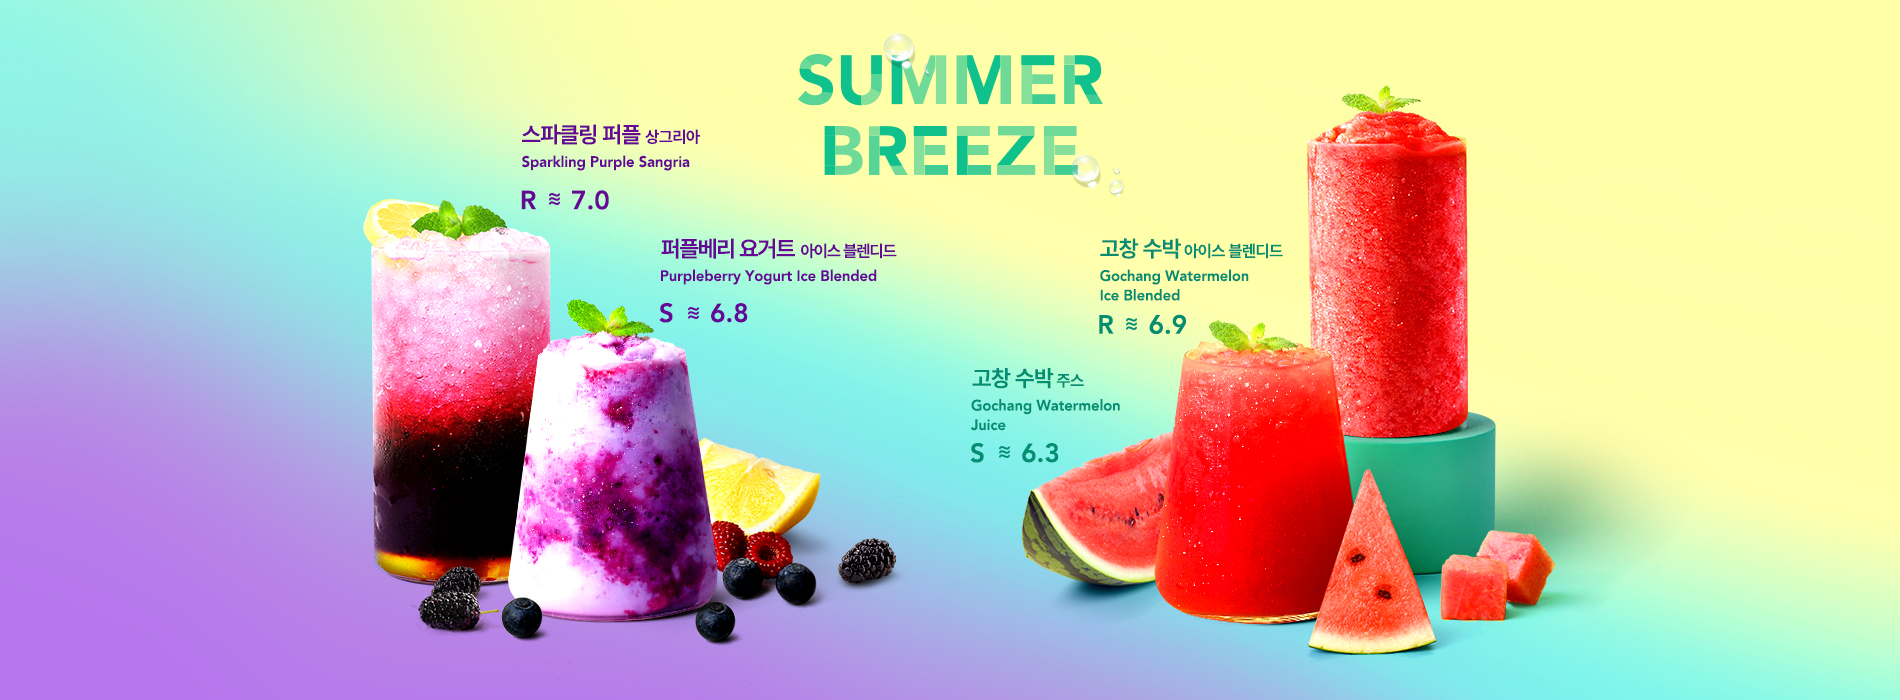 SUMMER
BREEZE
스파클링 퍼플 상그리아
Sparkling Purple Sangria
R ≋ 7.0
퍼플베리 요거트 아이스 블렌디드
Purpleberry Yogurt Ice Blended
S ≋ 6.8
고창 수박 아이스 블렌디드
Gochang Watermelon
Ice Blended
R ≋ 6.9
고창 수박 주스
Gochang Watermelon
Juice
S ≋ 6.3